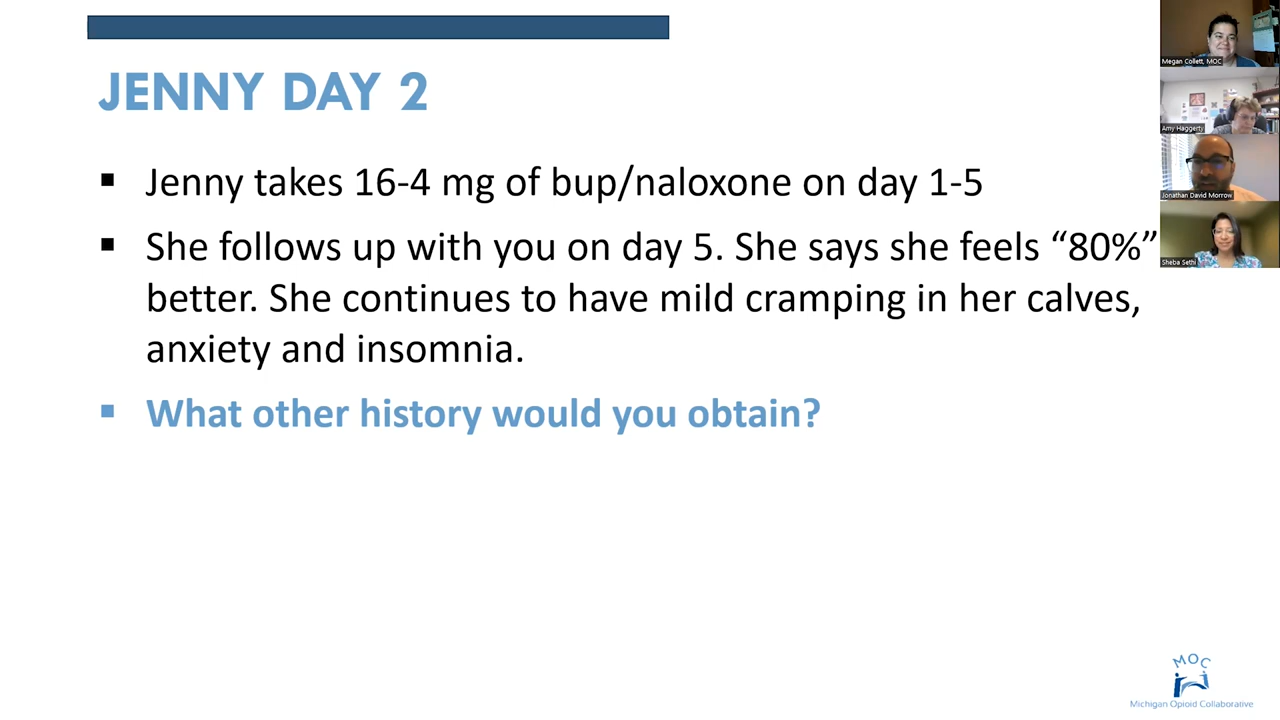 JENNY DAY 2
▪ Jenny takes 16-4 mg of bup/naloxone on day 1-5
▪ She follows up with you on day 5. She says she feels “80%”
better. She continues to have mild cramping in her calves,
anxiety and insomnia.
▪ What other history would you obtain?
Megan Collett, MOC
Amy Haggerty
Jonathan David Morrow
Sheba Sethi
MOC
Michigan Opioid Collaborative